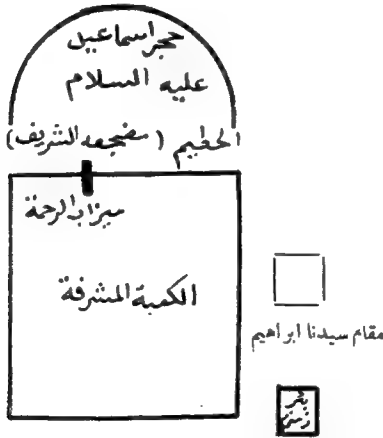 حجر اسماعيل
عليه السلام
الحطيم (مضجعه الشريف)
ميزاب الرحمة
الكعبة المشرفة
مقام سيدنا ابراهيم
بئر
زمزم